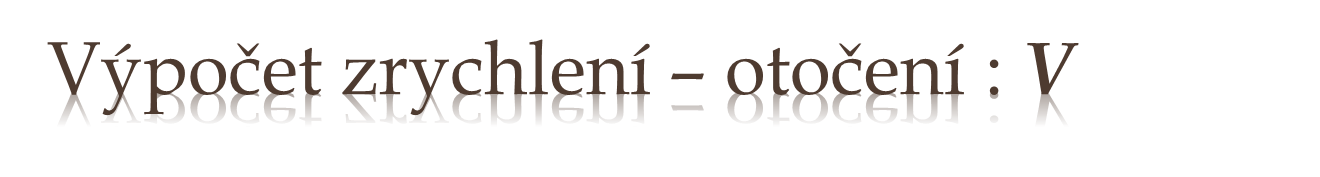 Výpočet zrychlení – otočení : V